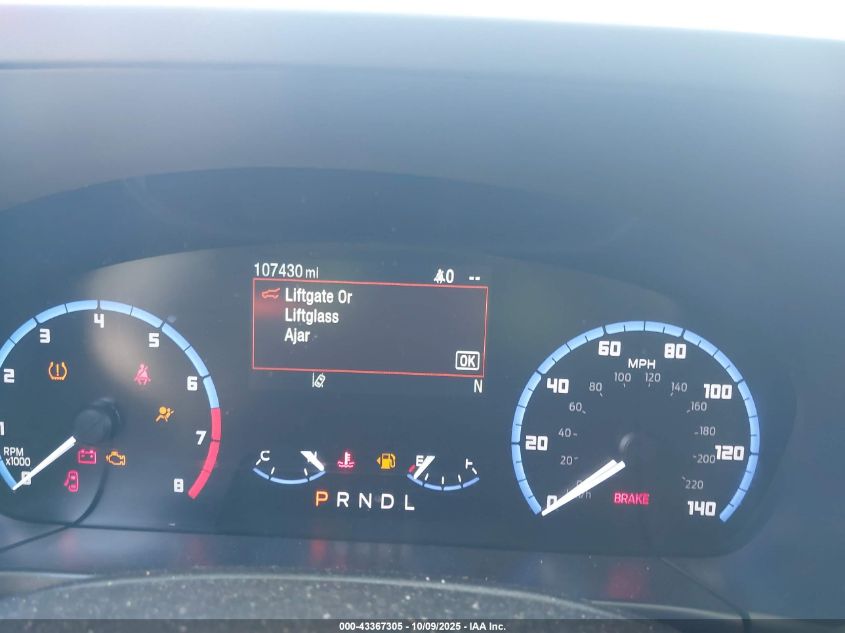 107430 mi
0 --
Liftgate Or
Liftglass
Ajar
OK
N
1 2 3 4 5 6 7 8
RPM
x1000
C
E F
P R N D L
MPH
0 20 40 60 80 100 120 140
20 40 60 80 100 120 140 160 180 200 220
BRAKE
000-43367305 - 10/09/2025 - IAA Inc.